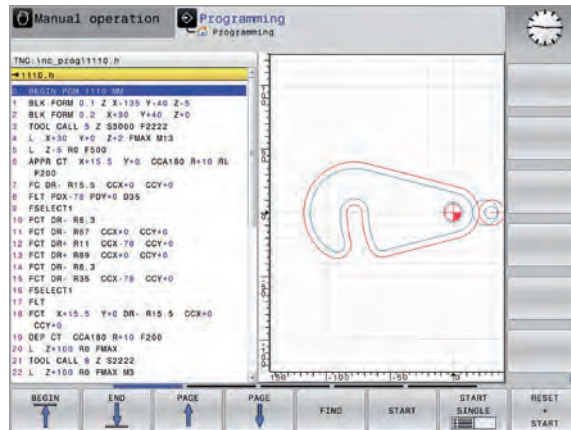 Manual operation
Programming
Programming
TNC:\nc_prog\1110.h
→1110.h
0 BEGIN PGM 1110 MM
1 BLK FORM 0.1 Z X-135 Y-40 Z-5
2 BLK FORM 0.2 X+30 Y+40 Z+0
3 TOOL CALL 5 Z S3000 F2222
4 L X+30 Y+0 Z+2 FMAX M13
5 L Z-5 R0 F500
6 APPR CT X+15.5 Y+0 CCA180 R+10 RL
F200
7 FC DR- R15.5 CCX+0 CCY+0
8 FLT PDX-78 PDY+0 D35
9 FSELECT1
10 FCT DR- R6.3
11 FCT DR- R67 CCX+0 CCY+0
12 FCT DR+ R11 CCX-78 CCY+0
13 FCT DR+ R89 CCX+0 CCY+0
14 FCT DR- R6.3
15 FCT DR- R35 CCX-78 CCY+0
16 FSELECT1
17 FLT
18 FCT X+15.5 Y+0 DR- R15.5 CCX+0
CCY+0
19 DEP CT CCA180 R+10 F200
20 L Z+100 R0 FMAX
21 TOOL CALL 8 Z S2222
22 L Z+100 R0 FMAX M3
-150 -100 -50
BEGIN END PAGE PAGE FIND START START SINGLE RESET + START